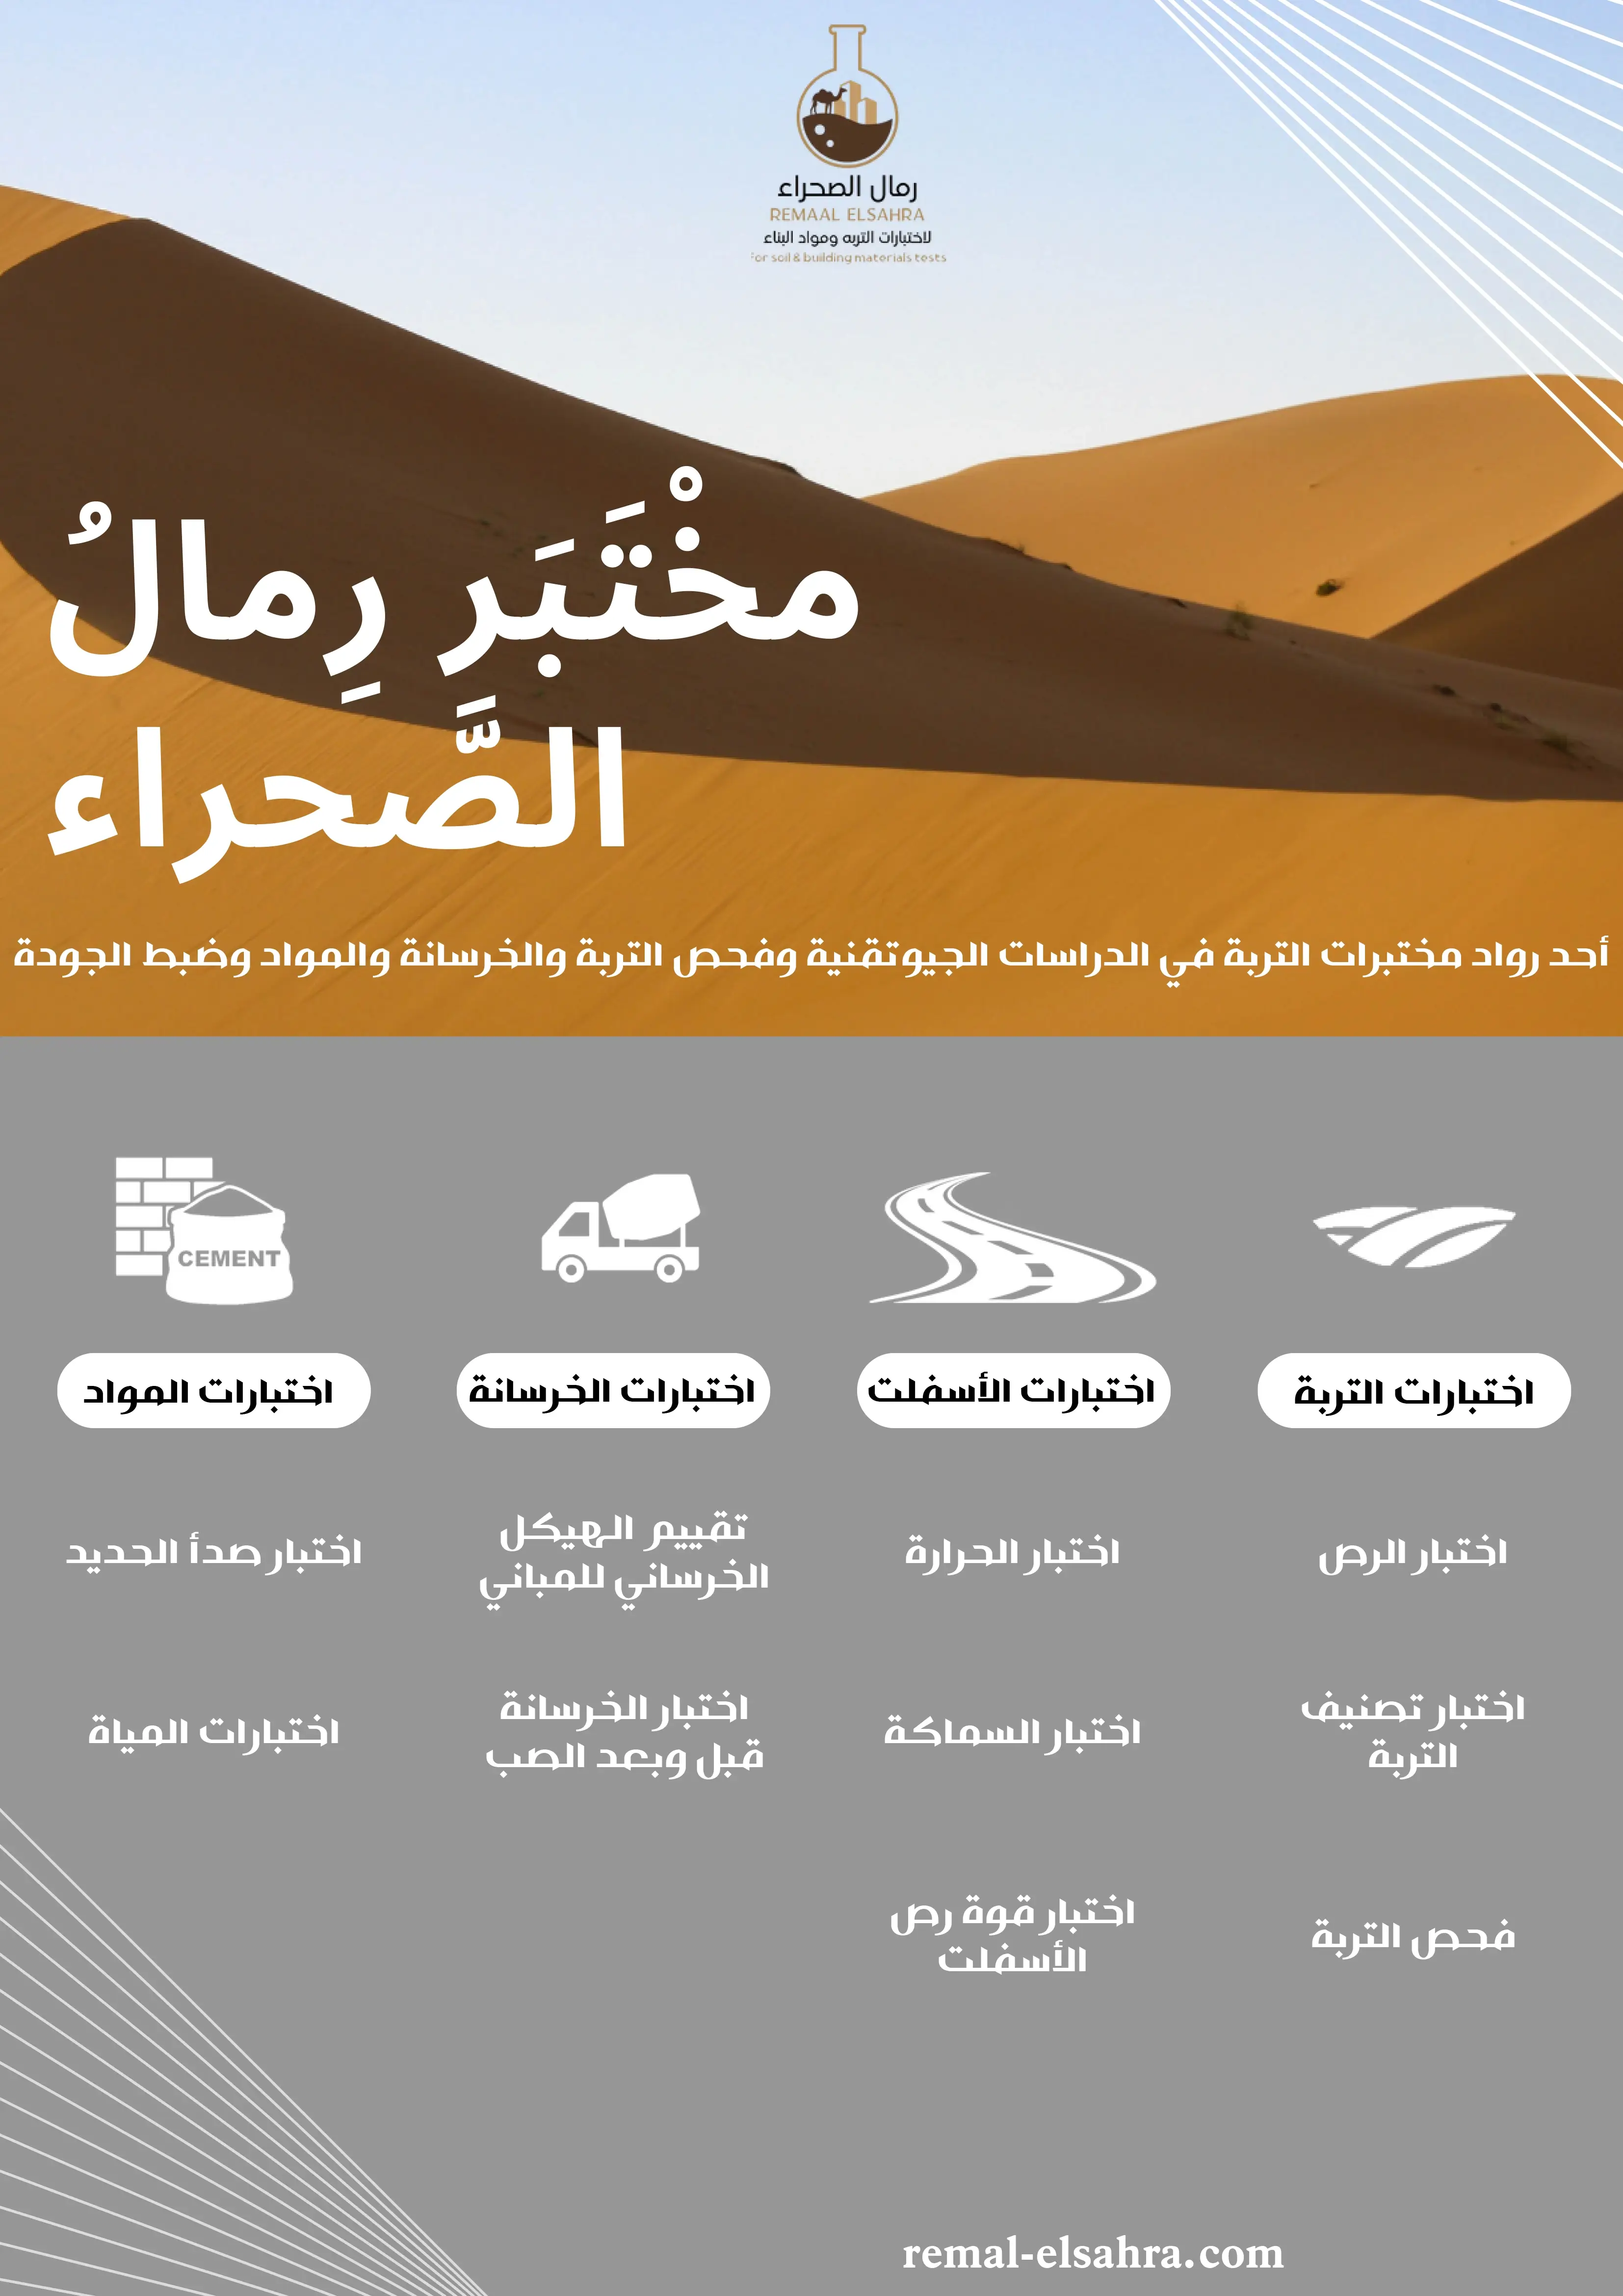 رمال الصحراء
REMAAL ELSAHRA
لاختبارات التربه ومواد البناء
For soil & building materials tests
مخْتَبَر رِمالُ
الصَّحراء
أحد رواد مختبرات التربة في الدراسات الجيوتقنية وفحص التربة والخرسانة والمواد وضبط الجودة
CEMENT
اختبارات التربة
اختبار الرص
اختبار تصنيف
التربة
فحص التربة
اختبارات الأسفلت
اختبار الحرارة
اختبار السماكة
اختبار قوة رص
الأسفلت
اختبارات الخرسانة
تقييم الهيكل
الخرساني للمباني
اختبار الخرسانة
قبل وبعد الصب
اختبارات المواد
اختبار صدأ الحديد
اختبارات المياة
remal-elsahra.com